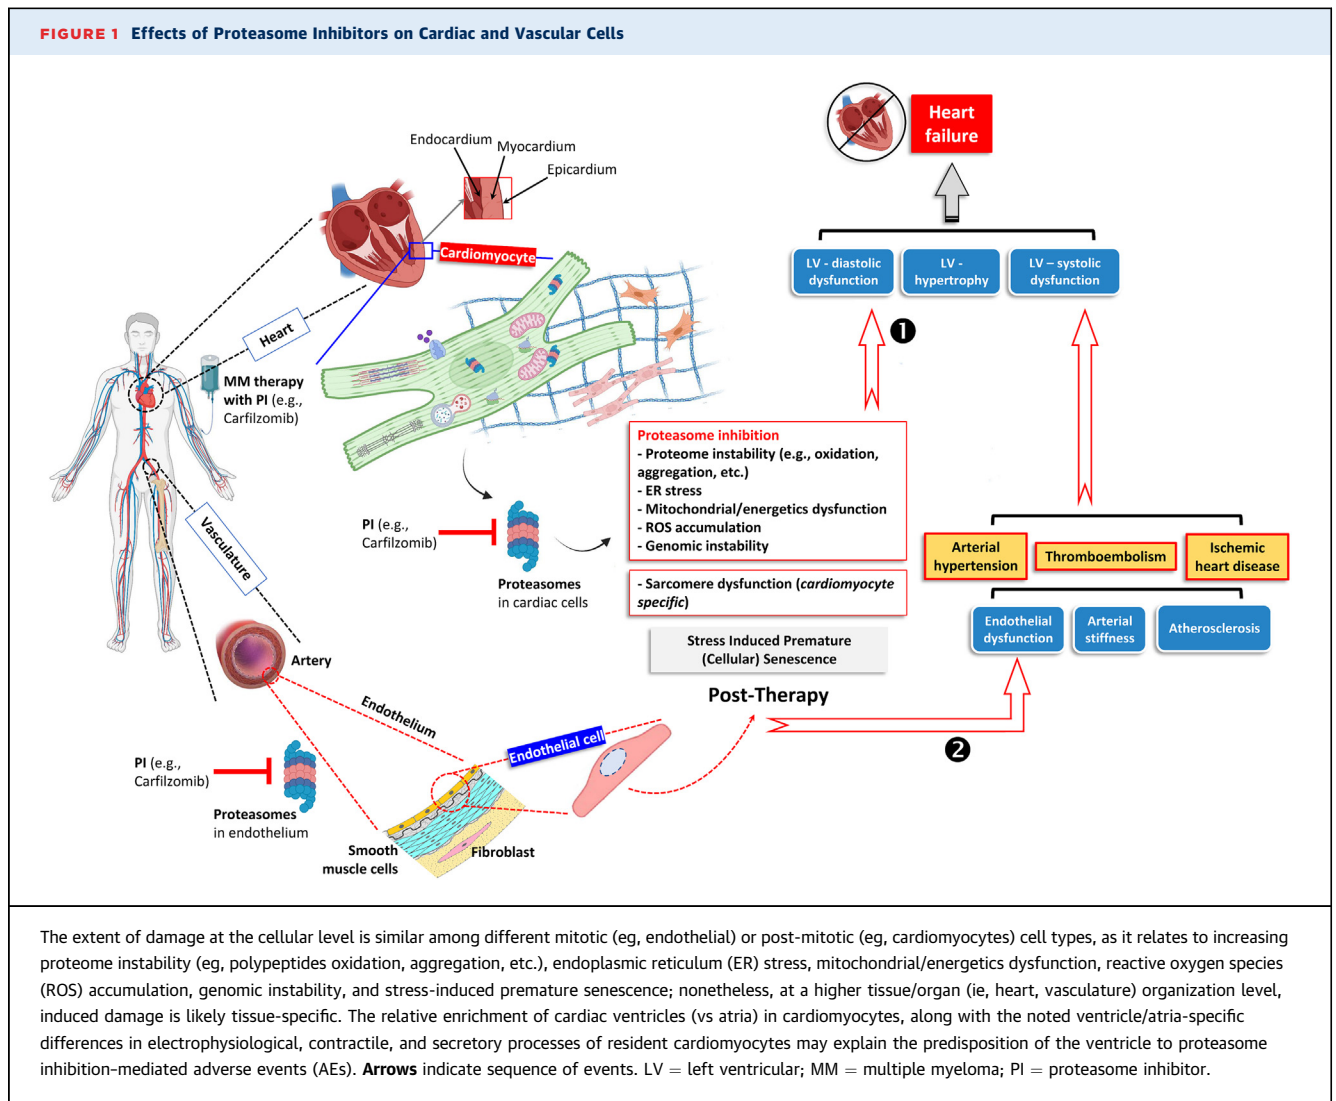 FIGURE 1 Effects of Proteasome Inhibitors on Cardiac and Vascular Cells
Heart
failure
Endocardium
Myocardium
Epicardium
Cardiomyocyte
LV - diastolic
dysfunction
LV -
hypertrophy
LV – systolic
dysfunction
❶
Heart
MM therapy
with PI (e.g.,
Carfilzomib)
Proteasome inhibition
- Proteome instability (e.g., oxidation,
aggregation, etc.)
- ER stress
- Mitochondrial/energetics dysfunction
- ROS accumulation
- Genomic instability
PI (e.g.,
Carfilzomib)
Proteasomes
in cardiac cells
- Sarcomere dysfunction (cardiomyocyte
specific)
Stress Induced Premature
(Cellular) Senescence
Post-Therapy
Arterial
hypertension
Thromboembolism
Ischemic
heart disease
Endothelial
dysfunction
Arterial
stiffness
Atherosclerosis
❷
Vasculature
Artery
Endothelium
Endothelial cell
PI (e.g.,
Carfilzomib)
Proteasomes
in endothelium
Smooth
muscle cells
Fibroblast
The extent of damage at the cellular level is similar among different mitotic (eg, endothelial) or post-mitotic (eg, cardiomyocytes) cell types, as it relates to increasing
proteome instability (eg, polypeptides oxidation, aggregation, etc.), endoplasmic reticulum (ER) stress, mitochondrial/energetics dysfunction, reactive oxygen species
(ROS) accumulation, genomic instability, and stress-induced premature senescence; nonetheless, at a higher tissue/organ (ie, heart, vasculature) organization level,
induced damage is likely tissue-specific. The relative enrichment of cardiac ventricles (vs atria) in cardiomyocytes, along with the noted ventricle/atria-specific
differences in electrophysiological, contractile, and secretory processes of resident cardiomyocytes may explain the predisposition of the ventricle to proteasome
inhibition-mediated adverse events (AEs). Arrows indicate sequence of events. LV = left ventricular; MM = multiple myeloma; PI = proteasome inhibitor.